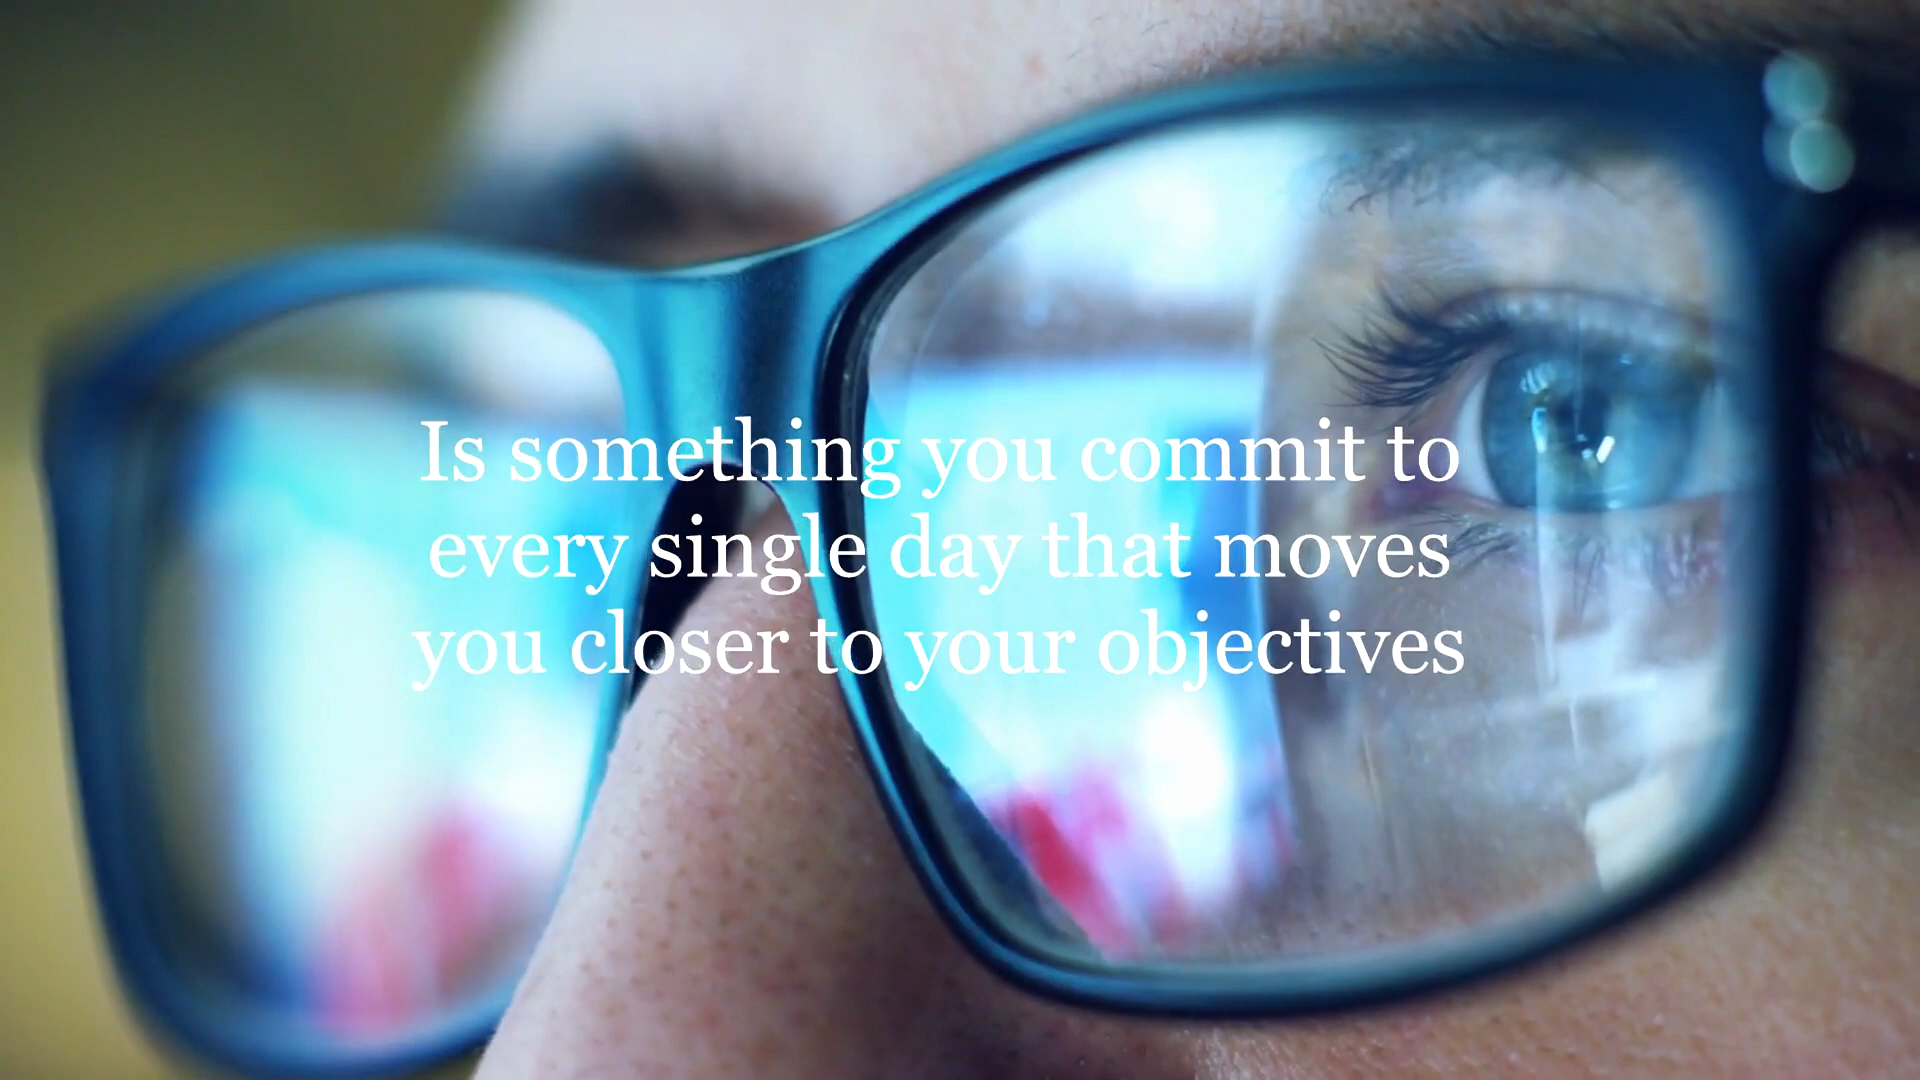 Is something you commit to
every single day that moves
you closer to your objectives